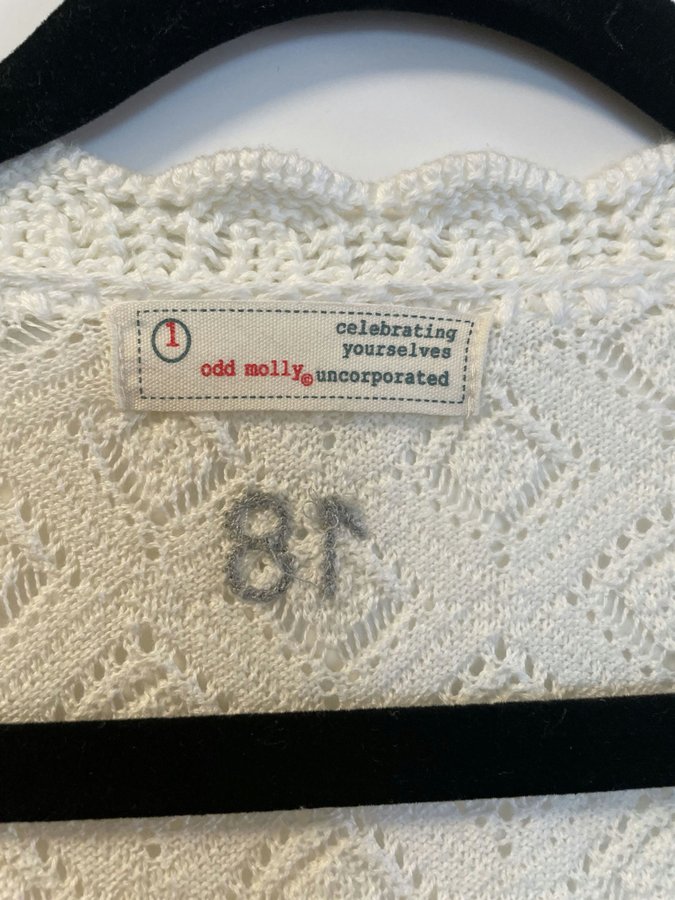 1
celebrating
yourselves
odd molly© uncorporated
18